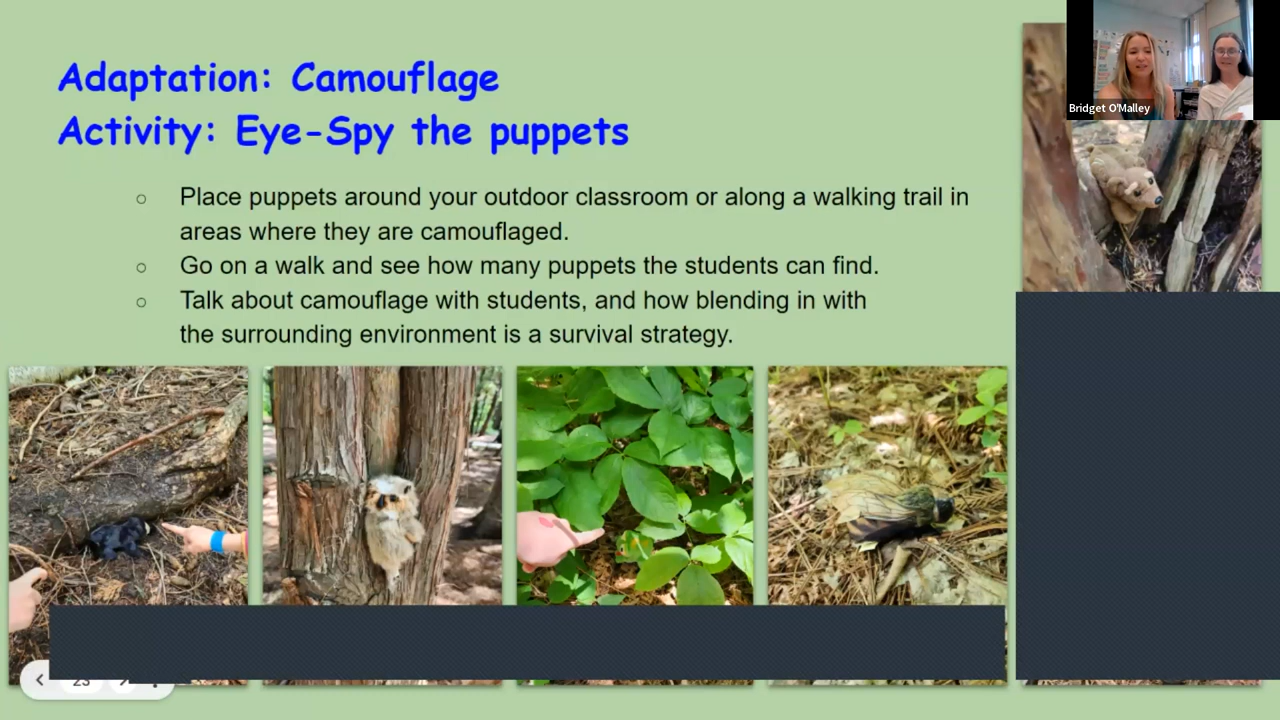 Adaptation: Camouflage
Activity: Eye-Spy the puppets
Place puppets around your outdoor classroom or along a walking trail in
areas where they are camouflaged.
Go on a walk and see how many puppets the students can find.
Talk about camouflage with students, and how blending in with
the surrounding environment is a survival strategy.
Bridget O'Malley
23